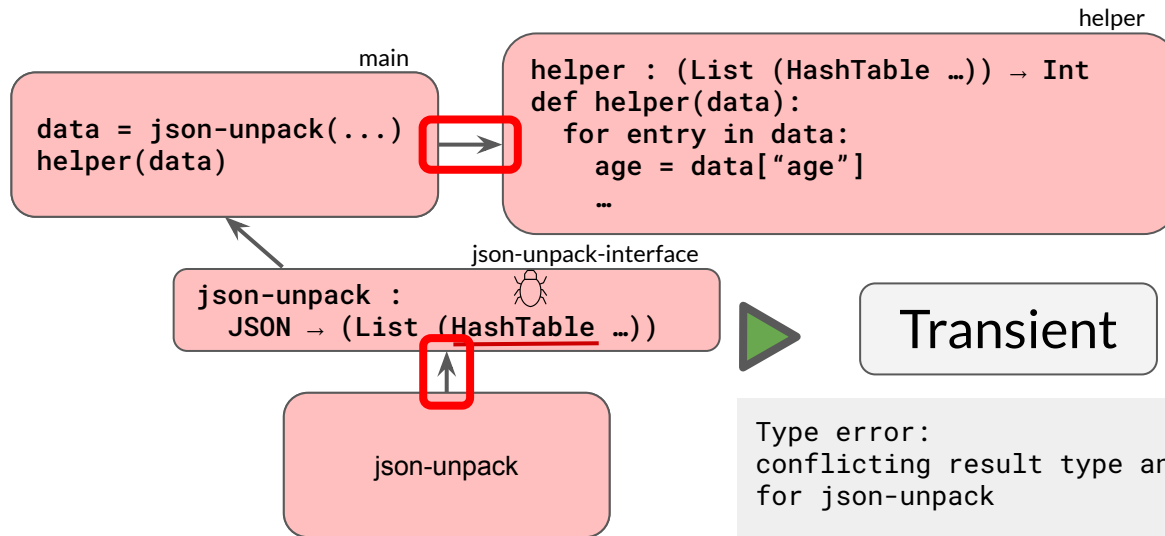 helper
main
helper : (List (HashTable …)) → Int
def helper(data):
for entry in data:
age = data[“age”]
…
data = json-unpack(...)
helper(data)
json-unpack-interface
json-unpack :
JSON → (List (HashTable …))
Transient
json-unpack
Type error:
conflicting result type
for json-unpack